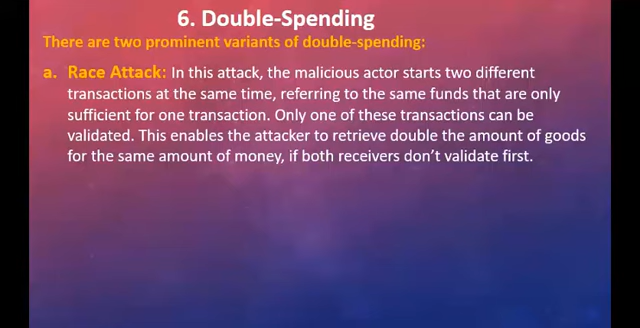 6. Double-Spending
There are two prominent variants of double-spending:
a. Race Attack: In this attack, the malicious actor starts two different
transactions at the same time, referring to the same funds that are only
sufficient for one transaction. Only one of these transactions can be
validated. This enables the attacker to retrieve double the amount of goods
for the same amount of money, if both receivers don't validate first.